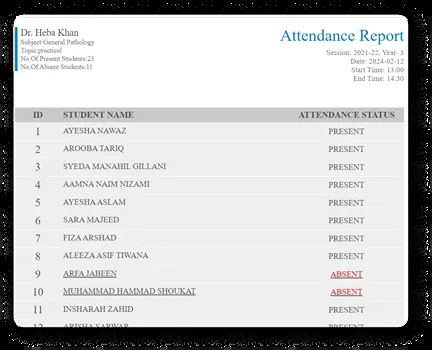 Dr. Heba Khan
Subject:General Pathology
Topic:practical
No.Of Present Students:23
No.Of Absent Students:11
Attendance Report
Session: 2021-22, Year- 3
Date: 2024-02-12
Start Time: 13:00
End Time: 14:30
ID STUDENT NAME ATTENDANCE STATUS
1 AYESHA NAWAZ PRESENT
2 AROOBA TARIQ PRESENT
3 SYEDA MANAHIL GILLANI PRESENT
4 AAMNA NAIM NIZAMI PRESENT
5 AYESHA ASLAM PRESENT
6 SARA MAJEED PRESENT
7 FIZA ARSHAD PRESENT
8 ALEEZA ASIF TIWANA PRESENT
9 ARFA JABEEN ABSENT
10 MUHAMMAD HAMMAD SHOUKAT ABSENT
11 INSHARAH ZAHID PRESENT
12 ARISHA SARWAR